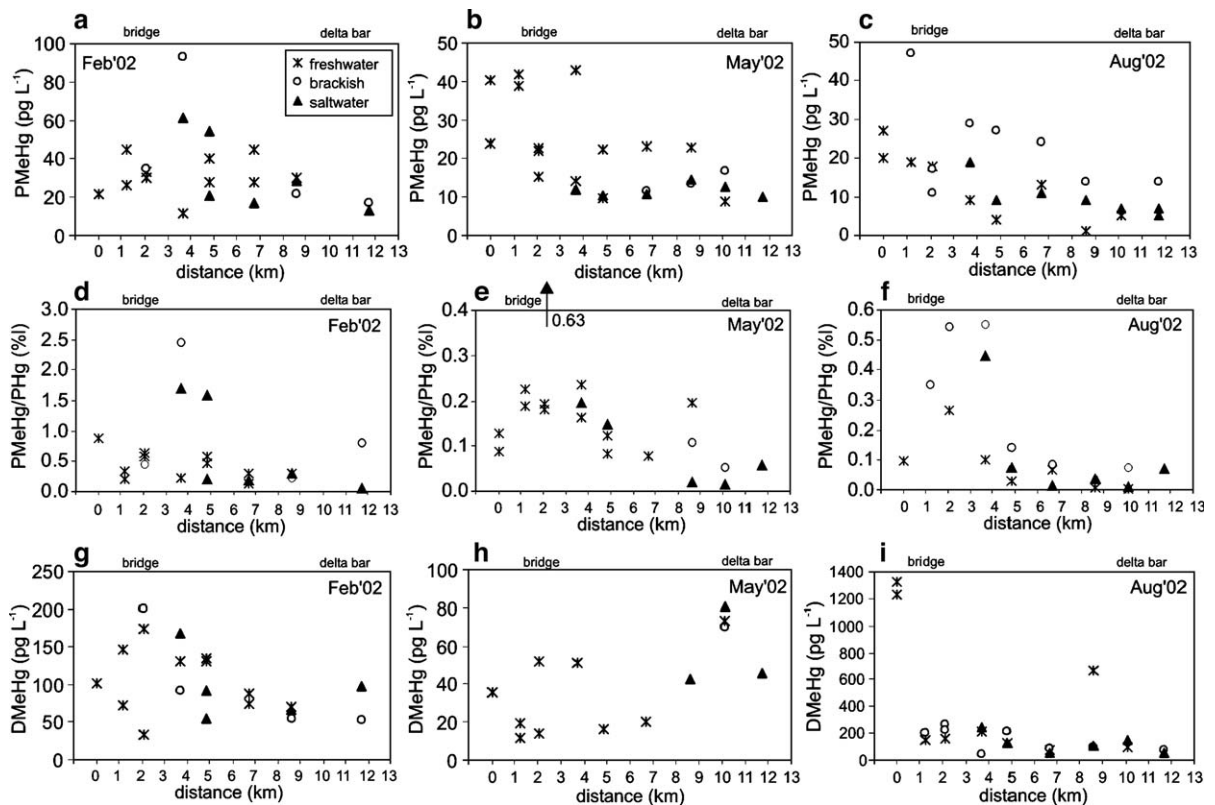 a bridge delta bar
100
80
60
40
20
0
PMeHg (pg L⁻¹)
Feb'02
freshwater
brackish
saltwater
0 1 2 3 4 5 6 7 8 9 10 11 12 13
distance (km)
b bridge delta bar
50
40
30
20
10
0
PMeHg (pg L⁻¹)
May'02
0 1 2 3 4 5 6 7 8 9 10 11 12 13
distance (km)
c bridge delta bar
50
40
30
20
10
0
PMeHg (pg L⁻¹)
Aug'02
0 1 2 3 4 5 6 7 8 9 10 11 12 13
distance (km)
d bridge delta bar
3.0
2.5
2.0
1.5
1.0
0.5
0.0
PMeHg/PHg (%l)
Feb'02
0 1 2 3 4 5 6 7 8 9 10 11 12 13
distance (km)
e bridge delta bar
0.63
0.4
0.3
0.2
0.1
0.0
PMeHg/PHg (%l)
May'02
0 1 2 3 4 5 6 7 8 9 10 11 12 13
distance (km)
f bridge delta bar
0.6
0.5
0.4
0.3
0.2
0.1
0.0
PMeHg/PHg (%l)
Aug'02
0 1 2 3 4 5 6 7 8 9 10 11 12 13
distance (km)
g bridge delta bar
250
200
150
100
50
0
DMeHg (pg L⁻¹)
Feb'02
0 1 2 3 4 5 6 7 8 9 10 11 12 13
distance (km)
h bridge delta bar
100
80
60
40
20
0
DMeHg (pg L⁻¹)
May'02
0 1 2 3 4 5 6 7 8 9 10 11 12 13
distance (km)
i bridge delta bar
1400
1200
1000
800
600
400
200
0
DMeHg (pg L⁻¹)
Aug'02
0 1 2 3 4 5 6 7 8 9 10 11 12 13
distance (km)